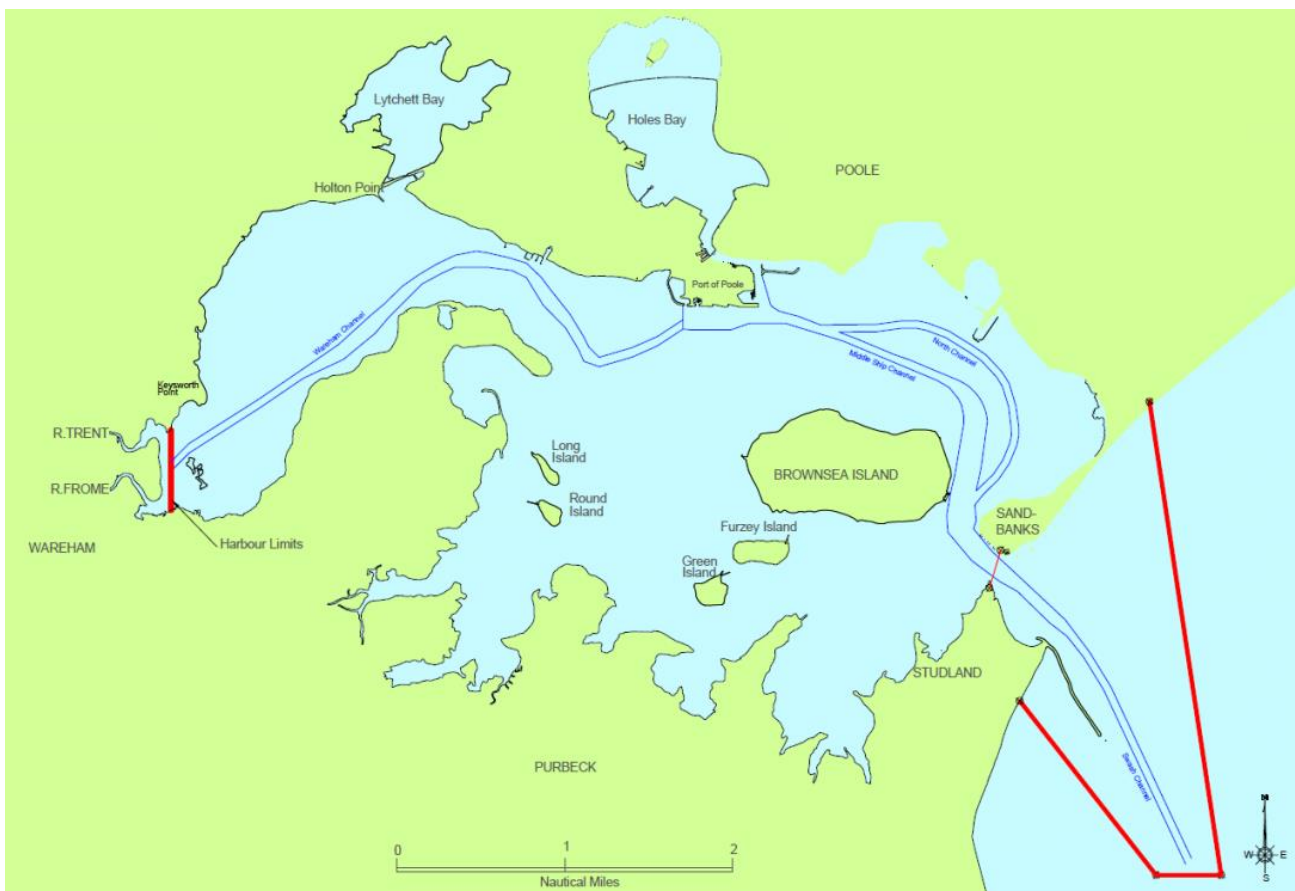 Lytchett Bay
Holes Bay
POOLE
Holton Point
Port of Poole
Wareham Channel
North Channel
Middle Ship Channel
Keysworth
Point
R.TRENT
R.FROME
WAREHAM
Harbour Limits
Long
Island
Round
Island
BROWNSEA ISLAND
Furzey Island
Green
Island
SAND-
BANKS
STUDLAND
Swash Channel
PURBECK
0
1
2
Nautical Miles
N
W
E
S